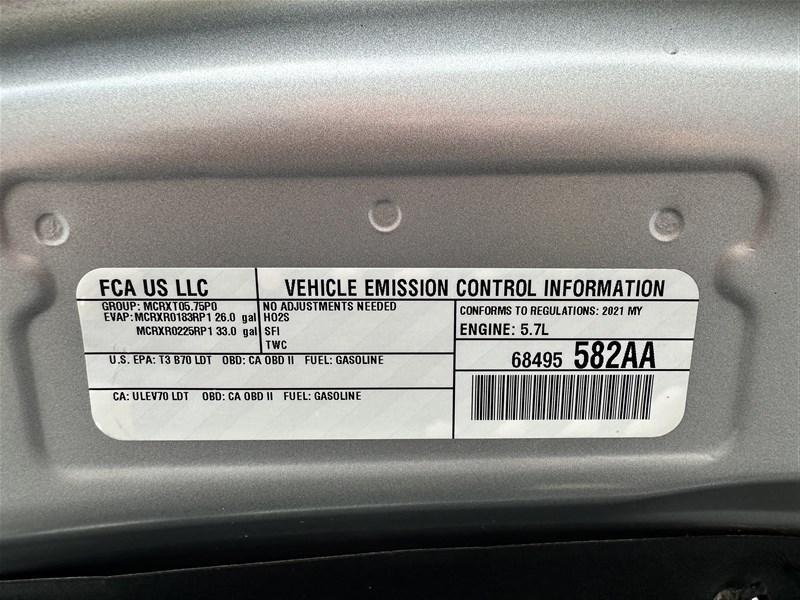 FCA US LLC
VEHICLE EMISSION CONTROL INFORMATION
GROUP: MCRXT05.75P0
EVAP: MCRXR0183RP1 26.0 gal
MCRXR0225RP1 33.0 gal
NO ADJUSTMENTS NEEDED
HO2S
SFI
TWC
CONFORMS TO REGULATIONS: 2021 MY
ENGINE: 5.7L
U.S. EPA: T3 B70 LDT OBD: CA OBD II FUEL: GASOLINE
68495 582AA
CA: ULEV70 LDT OBD: CA OBD II FUEL: GASOLINE